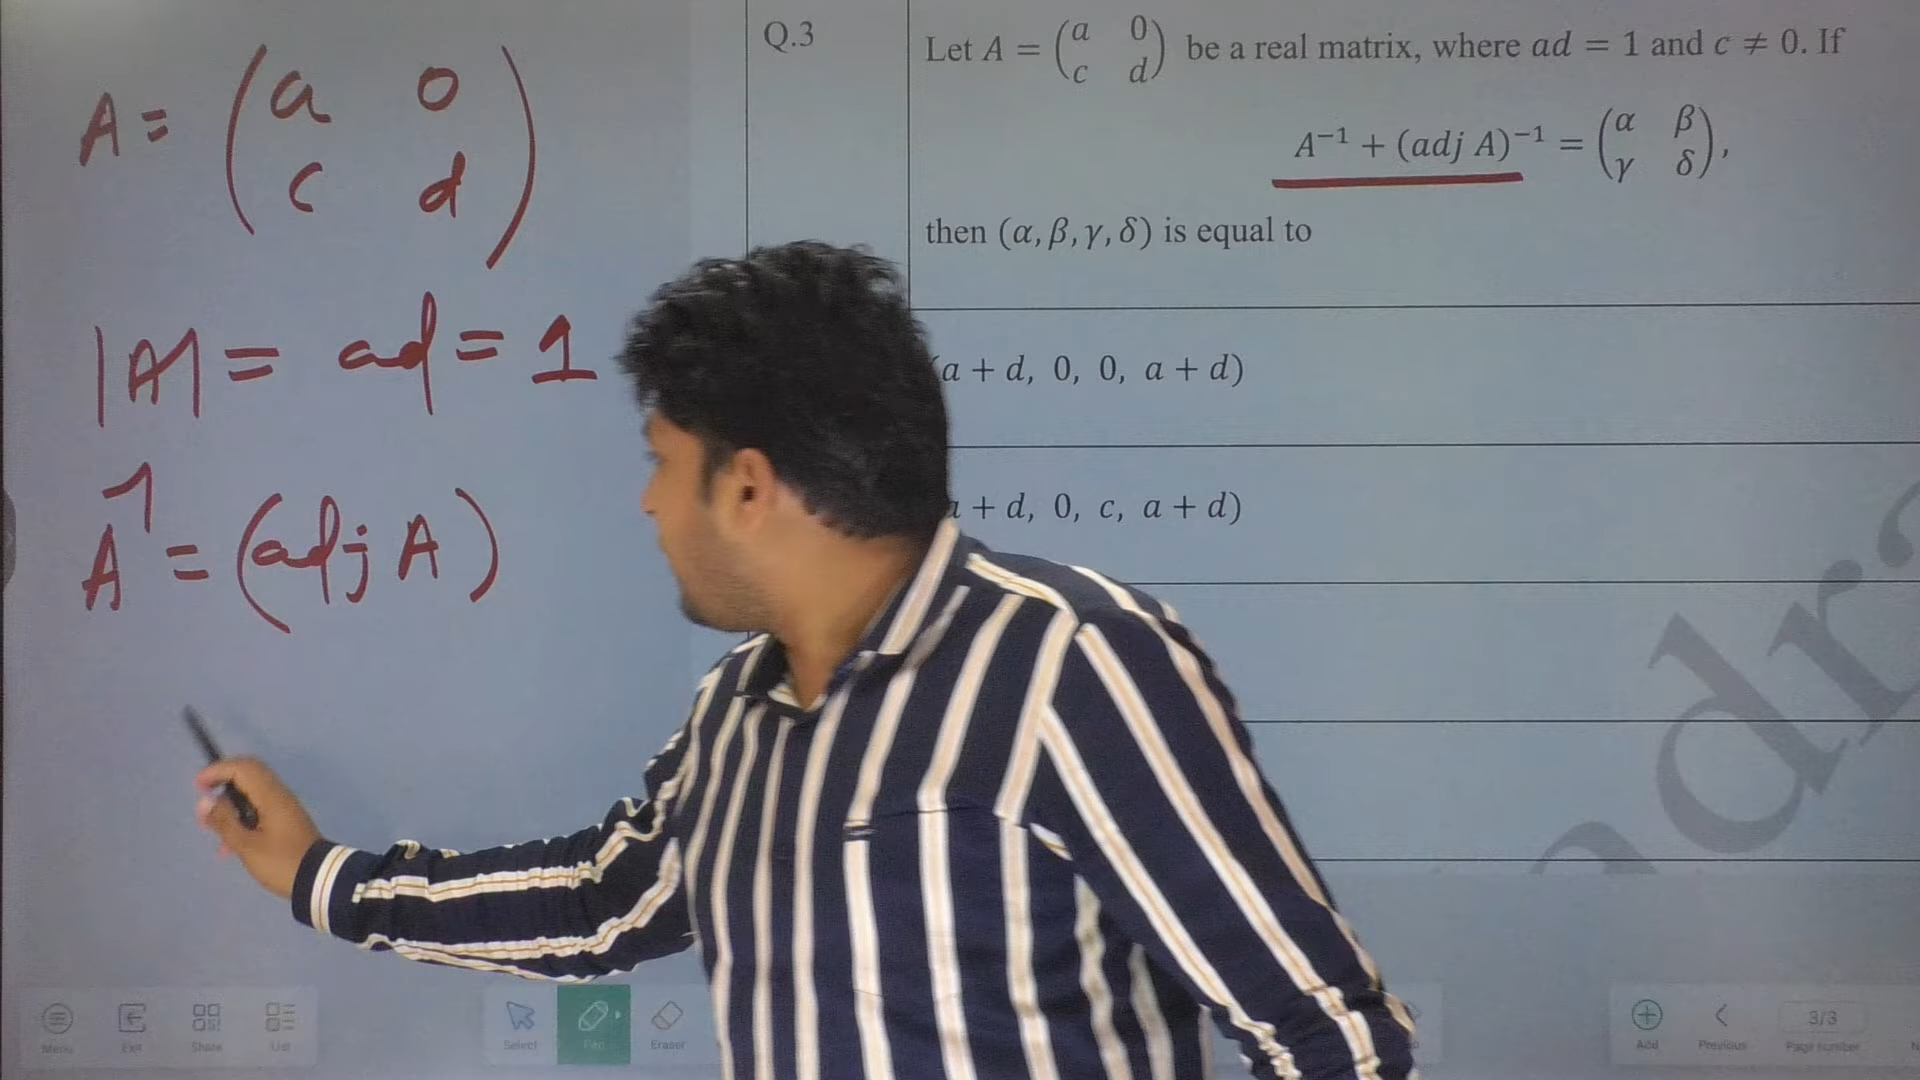 A = (a 0
c d)
|A| = ad = 1
A⁻¹ = (adj A)
Q.3
Let A = (a 0
c d) be a real matrix, where ad = 1 and c ≠ 0. If
A⁻¹ + (adj A)⁻¹ = (α β
γ δ),
then (α, β, γ, δ) is equal to
a + d, 0, 0, a + d)
+ d, 0, c, a + d)
Menu
Exit
Share
List
Select
Pen
Eraser
Add
Previous
3/3
Page number